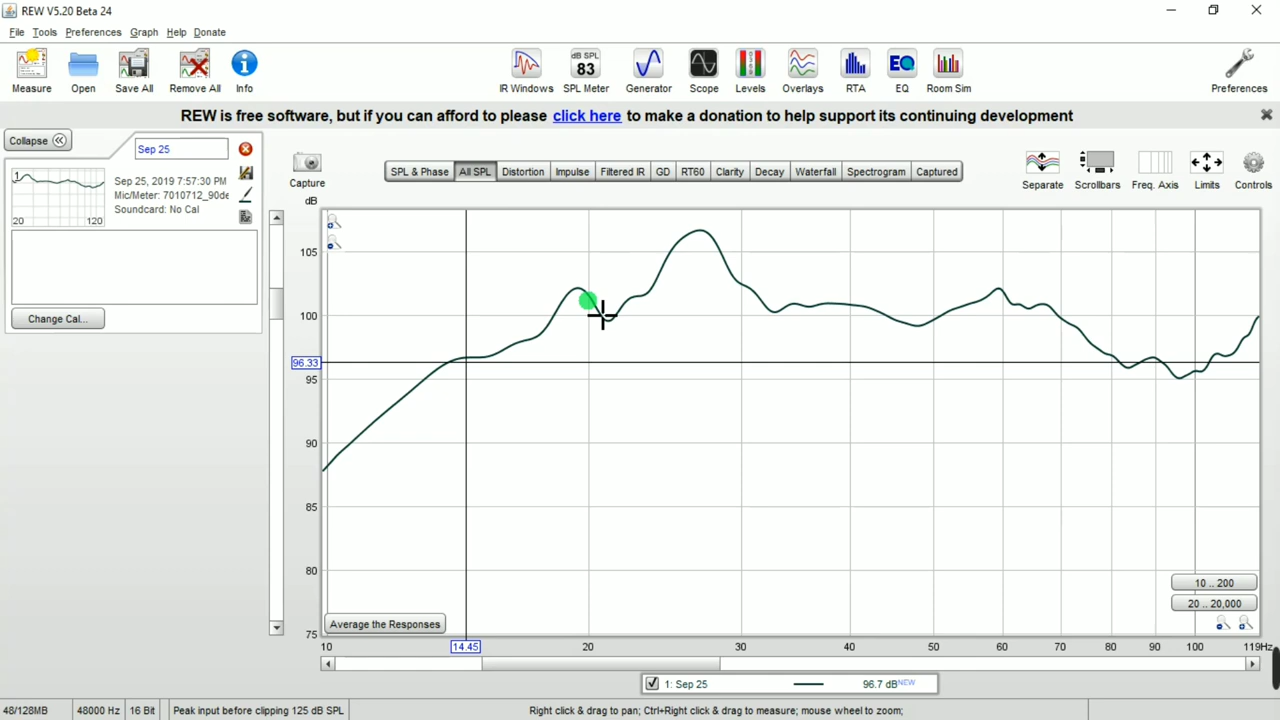 REW V5.20 Beta 24
File Tools Preferences Graph Help Donate
dB SPL
83
EQ
Measure Open Save All Remove All Info IR Windows SPL Meter Generator Scope Levels Overlays RTA EQ Room Sim Preferences
REW is free software, but if you can afford to please click here to make a donation to help support its continuing development
Collapse
Sep 25
1
20 120
Sep 25, 2019 7:57:30 PM
Mic/Meter: 7010712_90de
Soundcard: No Cal
Change Cal...
Capture
SPL & Phase All SPL Distortion Impulse Filtered IR GD RT60 Clarity Decay Waterfall Spectrogram Captured
Separate Scrollbars Freq. Axis Limits Controls
dB
105
100
96.33
95
90
85
80
75
10 .. 200
20 .. 20,000
Average the Responses
10 14.45 20 30 40 50 60 70 80 90 100 119Hz
1: Sep 25 96.7 dB NEW
48/128MB 48000 Hz 16 Bit Peak input before clipping 125 dB SPL Right click & drag to pan; Ctrl+Right click & drag to measure; mouse wheel to zoom;